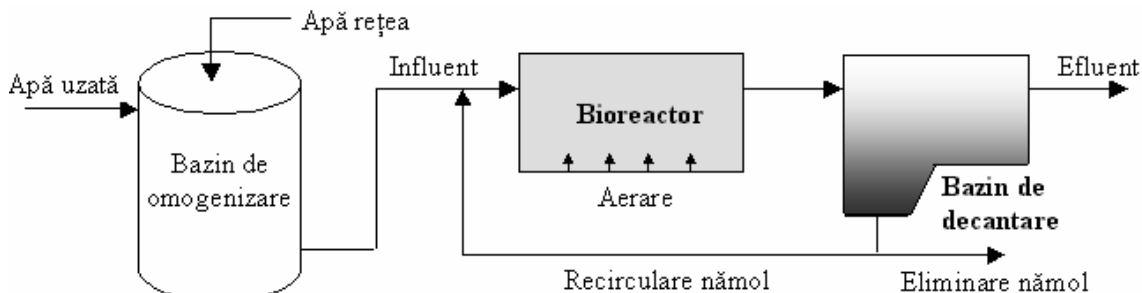 Apă rețea
Apă uzată
Bazin de
omogenizare
Influent
Bioreactor
Aerare
Efluent
Bazin de
decantare
Recirculare nămol
Eliminare nămol